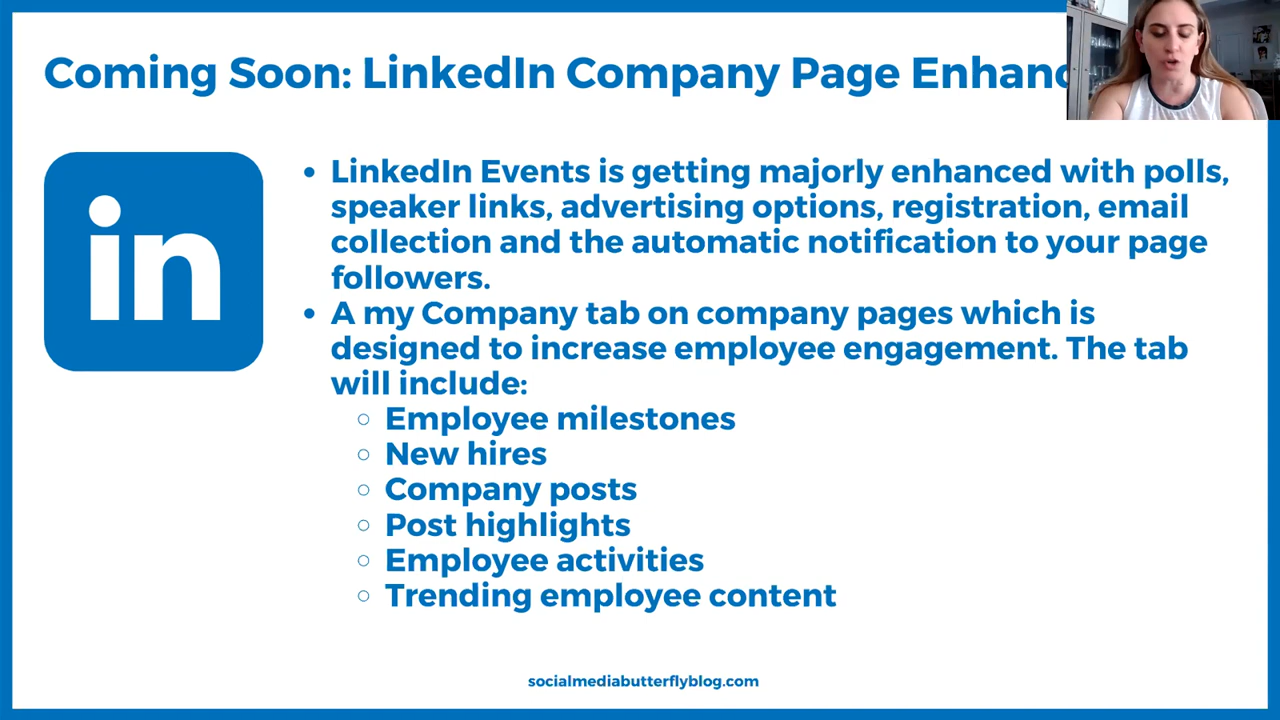 Coming Soon: LinkedIn Company Page
in
• LinkedIn Events is getting majorly enhanced with polls,
speaker links, advertising options, registration, email
collection and the automatic notification to your page
followers.
• A my Company tab on company pages which is
designed to increase employee engagement. The tab
will include:
○ Employee milestones
○ New hires
○ Company posts
○ Post highlights
○ Employee activities
○ Trending employee content
socialmediabutterflyblog.com